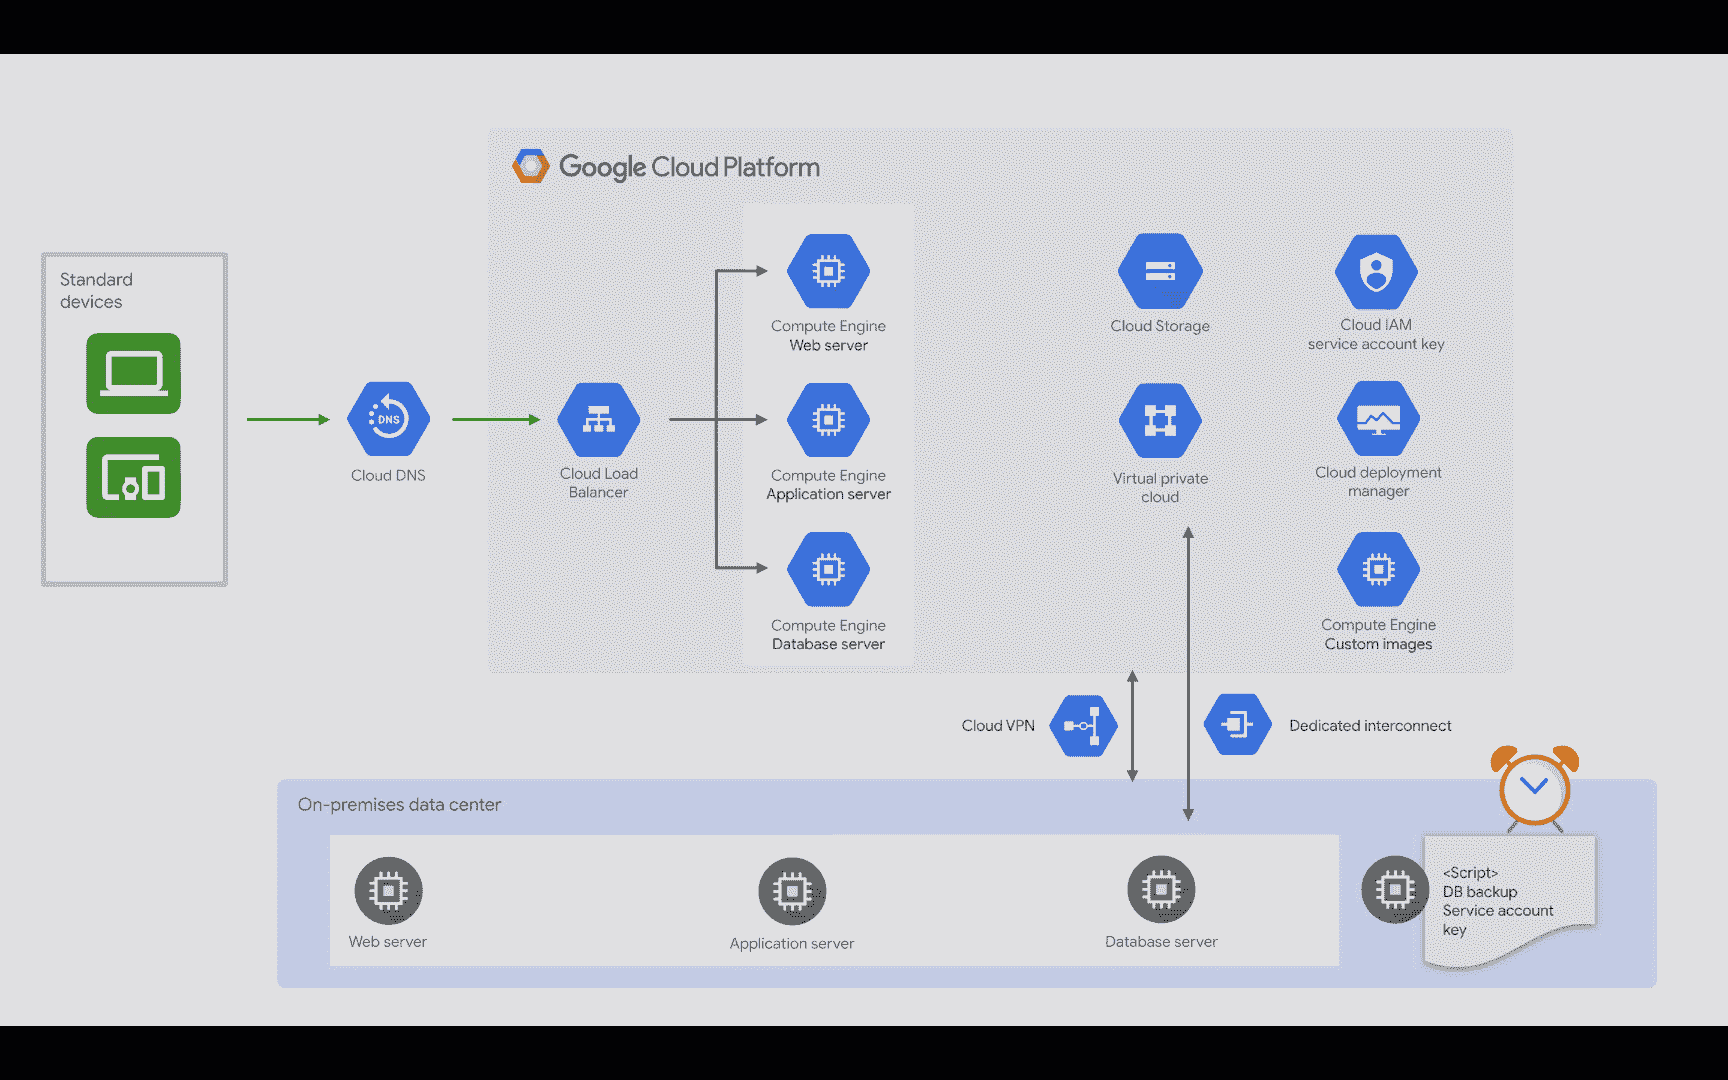 Google Cloud Platform
Standard
devices
DNS
Cloud DNS
Cloud Load
Balancer
Compute Engine
Web server
Compute Engine
Application server
Compute Engine
Database server
Cloud Storage
Cloud IAM
service account key
Virtual private
cloud
Cloud deployment
manager
Compute Engine
Custom images
Cloud VPN
Dedicated interconnect
On-premises data center
Web server
Application server
Database server
<Script>
DB backup
Service account
key